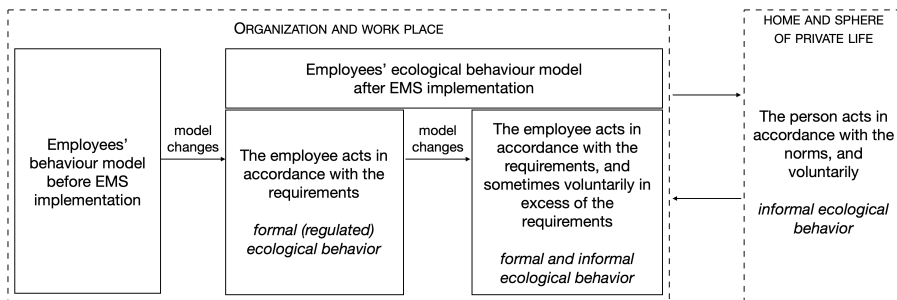 ORGANIZATION AND WORK PLACE
HOME AND SPHERE
OF PRIVATE LIFE
Employees’
behaviour model
before EMS
implementation
model
changes
Employees’ ecological behaviour model
after EMS implementation
The employee acts in
accordance with the
requirements
formal (regulated)
ecological behavior
model
changes
The employee acts in
accordance with the
requirements, and
sometimes voluntarily in
excess of the
requirements
formal and informal
ecological behavior
The person acts in
accordance with the
norms, and
voluntarily
informal ecological
behavior